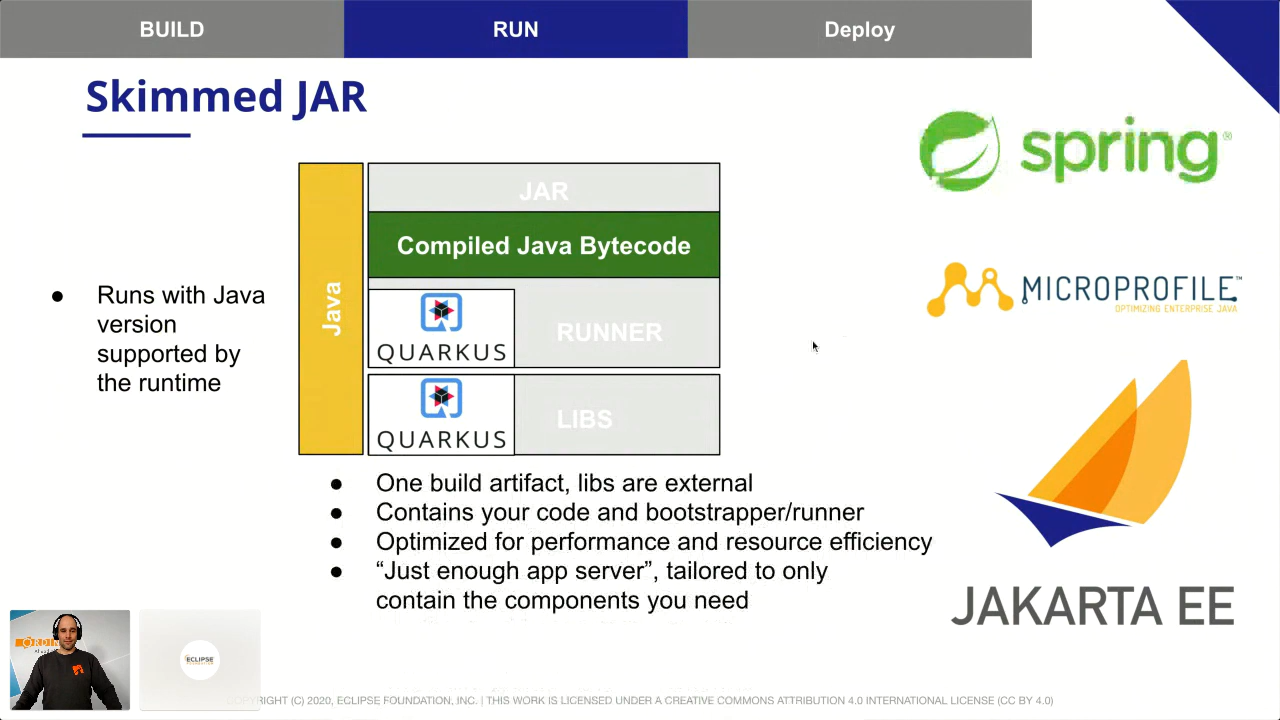 BUILD
RUN
Deploy
Skimmed JAR
spring®
JAR
Compiled Java Bytecode
Java
MICROPROFILE™
OPTIMIZING ENTERPRISE JAVA
● Runs with Java
version
supported by
the runtime
QUARKUS
RUNNER
QUARKUS
LIBS
● One build artifact, libs are external
● Contains your code and bootstrapper/runner
● Optimized for performance and resource efficiency
● “Just enough app server”, tailored to only
contain the components you need
JAKARTA EE
ECLIPSE
COPYRIGHT (C) 2020, ECLIPSE FOUNDATION, INC. | THIS WORK IS LICENSED UNDER A CREATIVE COMMONS ATTRIBUTION 4.0 INTERNATIONAL LICENSE (CC BY 4.0)